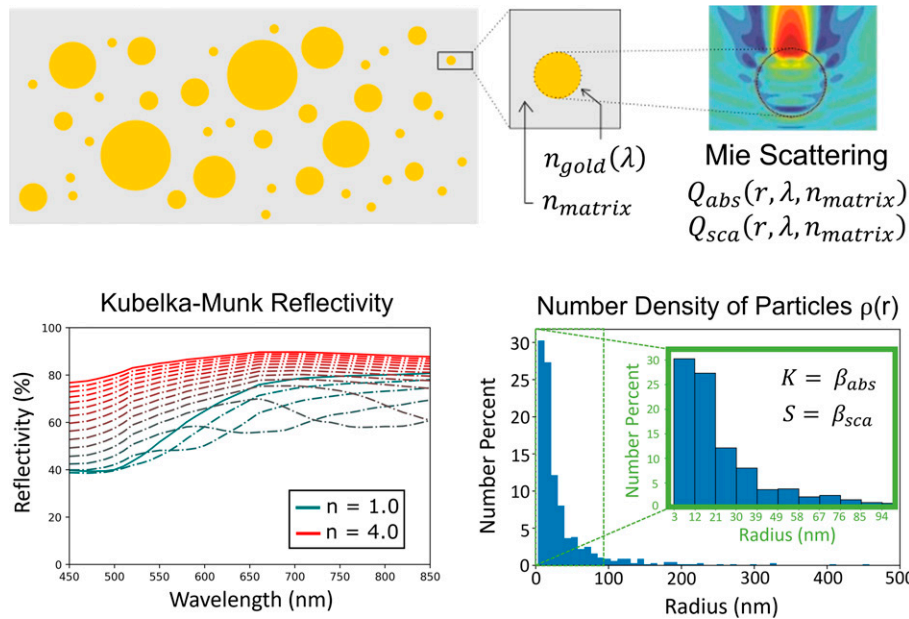 n_gold(λ)
n_matrix
Mie Scattering
Q_abs(r, λ, n_matrix)
Q_sca(r, λ, n_matrix)
Kubelka-Munk Reflectivity
Reflectivity (%)
100
80
60
40
20
0
n = 1.0
n = 4.0
450 500 550 600 650 700 750 800 850
Wavelength (nm)
Number Density of Particles ρ(r)
Number Percent
30
25
20
15
10
5
0
0 100 200 300 400 500
Radius (nm)
Number Percent
30
25
20
15
10
5
0
K = β_abs
S = β_sca
3 12 21 30 39 49 58 67 76 85 94
Radius (nm)